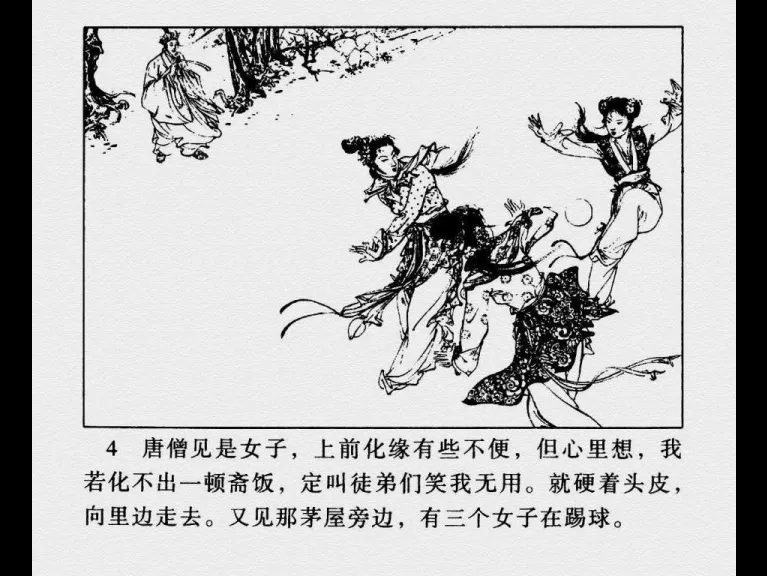 4 唐僧见是女子，上前化缘有些不便，但心里想，我
若化不出一顿斋饭，定叫徒弟们笑我无用。就硬着头皮，
向里边走去。又见那茅屋旁边，有三个女子在踢球。